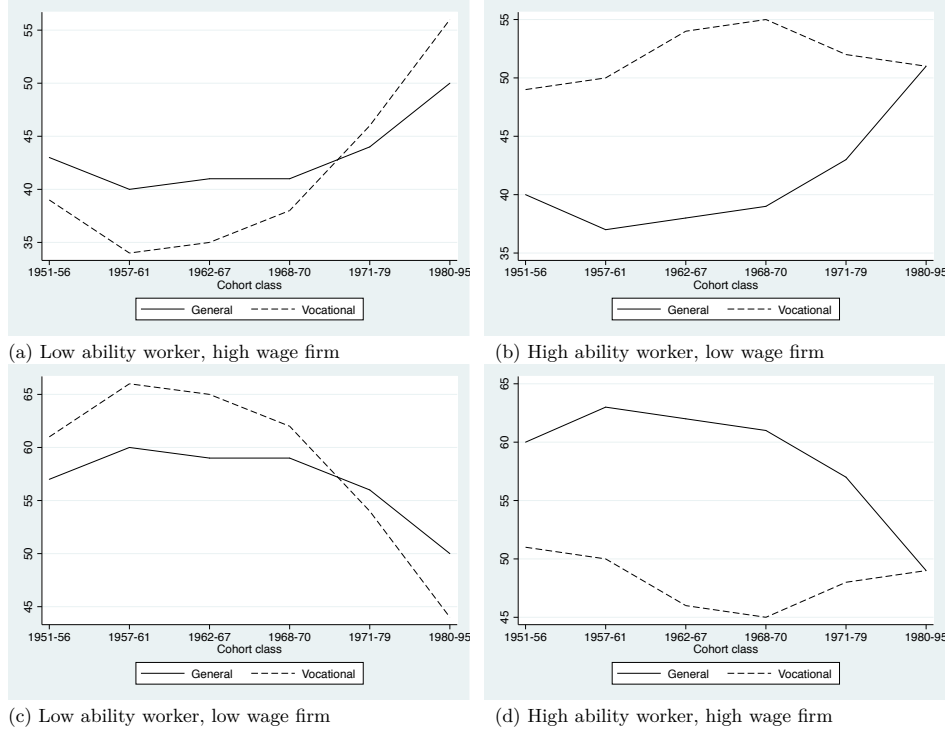 55
50
45
40
35
1951-56 1957-61 1962-67 1968-70 1971-79 1980-95
Cohort class
General Vocational
(a) Low ability worker, high wage firm
55
50
45
40
35
1951-56 1957-61 1962-67 1968-70 1971-79 1980-95
Cohort class
General Vocational
(b) High ability worker, low wage firm
65
60
55
50
45
1951-56 1957-61 1962-67 1968-70 1971-79 1980-95
Cohort class
General Vocational
(c) Low ability worker, low wage firm
65
60
55
50
45
1951-56 1957-61 1962-67 1968-70 1971-79 1980-95
Cohort class
General Vocational
(d) High ability worker, high wage firm